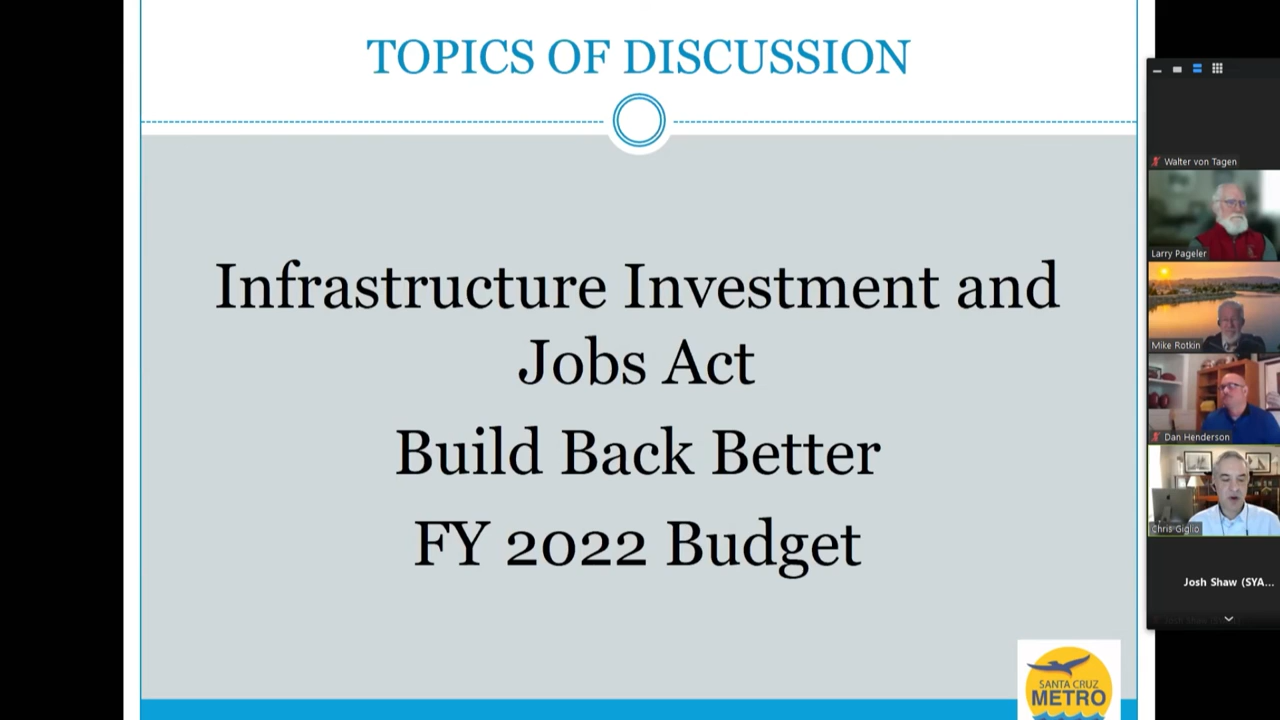 TOPICS OF DISCUSSION
Infrastructure Investment and
Jobs Act
Build Back Better
FY 2022 Budget
SANTA CRUZ
METRO
Walter von Tagen
Larry Pageler
Mike Rotkin
Dan Henderson
Chris Giglio
Josh Shaw (SYA...